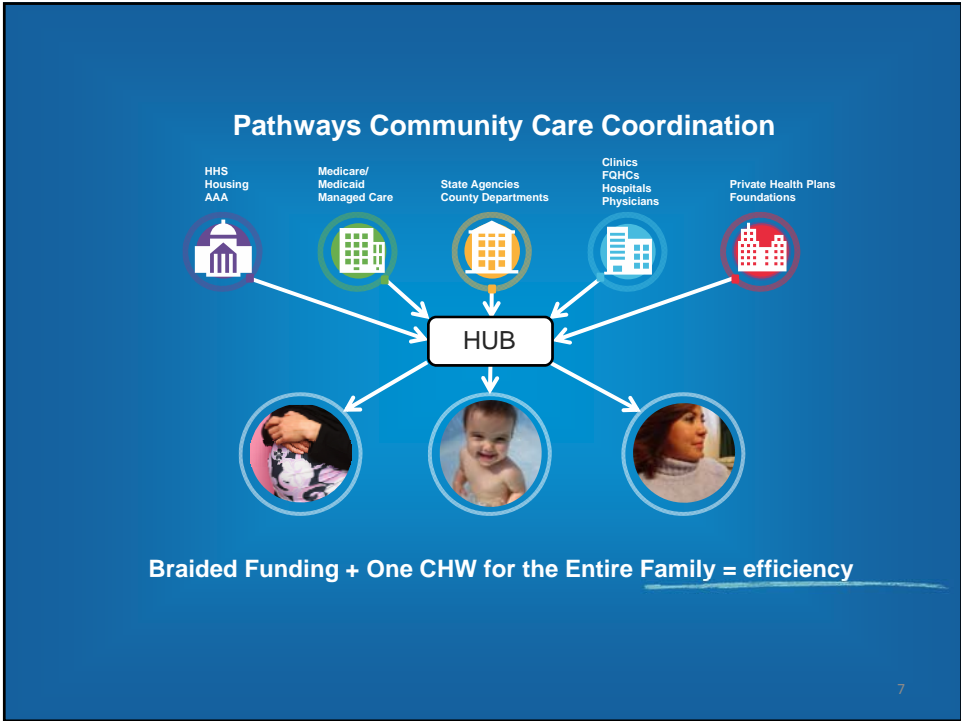 Pathways Community Care Coordination
HHS
Housing
AAA
Medicare/
Medicaid
Managed Care
State Agencies
County Departments
Clinics
FQHCs
Hospitals
Physicians
Private Health Plans
Foundations
HUB
Braided Funding + One CHW for the Entire Family = efficiency
7